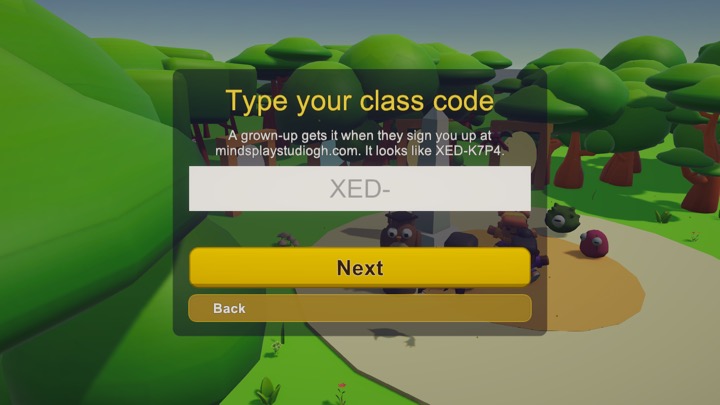 Type your class code
A grown-up gets it when they sign you up at
mindsplaystudiogh.com. It looks like XED-K7P4.
XED-
Next
Back